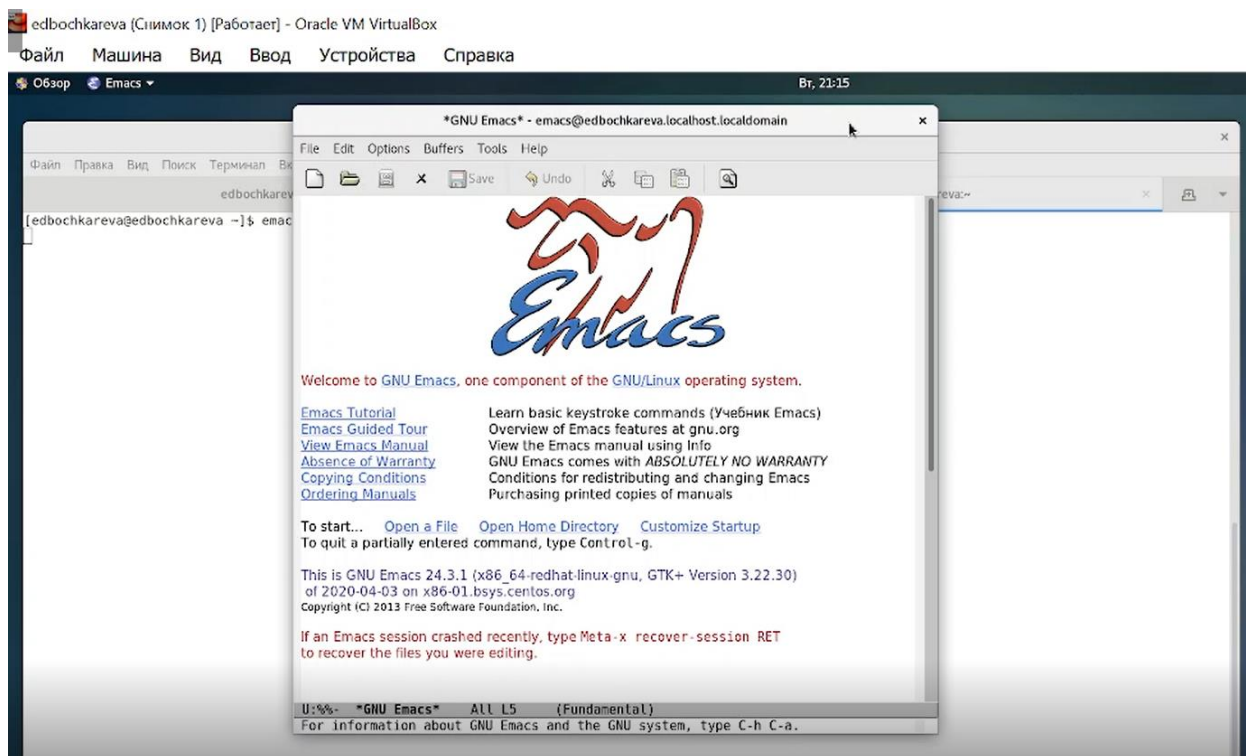 edbochkareva (Снимок 1) [Работает] - Oracle VM VirtualBox
Файл Машина Вид Ввод Устройства Справка
Обзор Emacs Вт, 21:15
*GNU Emacs* - emacs@edbochkareva.localhost.localdomain
Файл Правка Вид Поиск Терминал
File Edit Options Buffers Tools Help
Save Undo
[edbochkareva@edbochkareva ~]$ emac
Emacs
Welcome to GNU Emacs, one component of the GNU/Linux operating system.
Emacs Tutorial Learn basic keystroke commands (Учебник Emacs)
Emacs Guided Tour Overview of Emacs features at gnu.org
View Emacs Manual View the Emacs manual using Info
Absence of Warranty GNU Emacs comes with ABSOLUTELY NO WARRANTY
Copying Conditions Conditions for redistributing and changing Emacs
Ordering Manuals Purchasing printed copies of manuals
To start... Open a File Open Home Directory Customize Startup
To quit a partially entered command, type Control-g.
This is GNU Emacs 24.3.1 (x86_64-redhat-linux-gnu, GTK+ Version 3.22.30)
of 2020-04-03 on x86-01.bsys.centos.org
Copyright (C) 2013 Free Software Foundation, Inc.
If an Emacs session crashed recently, type Meta-x recover-session RET
to recover the files you were editing.
U:%%- *GNU Emacs* All L5 (Fundamental)
For information about GNU Emacs and the GNU system, type C-h C-a.